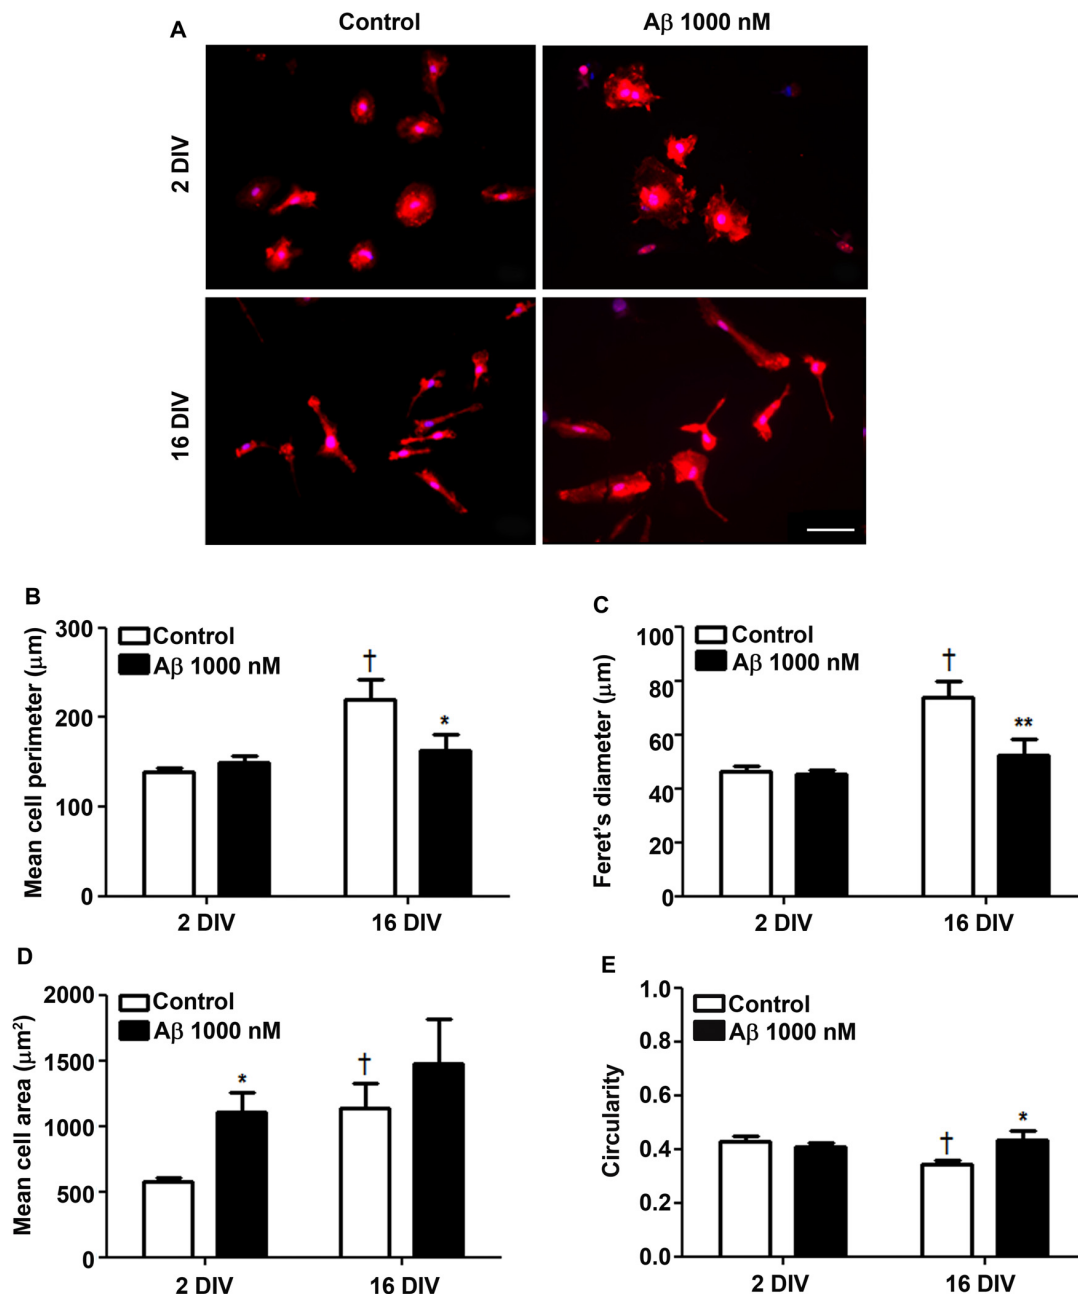 A
Control
Aβ 1000 nM
2 DIV
16 DIV
B
Mean cell perimeter (μm)
300
200
100
0
Control
Aβ 1000 nM
†
*
2 DIV
16 DIV
C
Feret's diameter (μm)
100
80
60
40
20
0
Control
Aβ 1000 nM
†
**
2 DIV
16 DIV
D
Mean cell area (μm²)
2000
1500
1000
500
0
Control
Aβ 1000 nM
*
†
2 DIV
16 DIV
E
Circularity
1.0
0.8
0.6
0.4
0.2
0.0
Control
Aβ 1000 nM
†
*
2 DIV
16 DIV